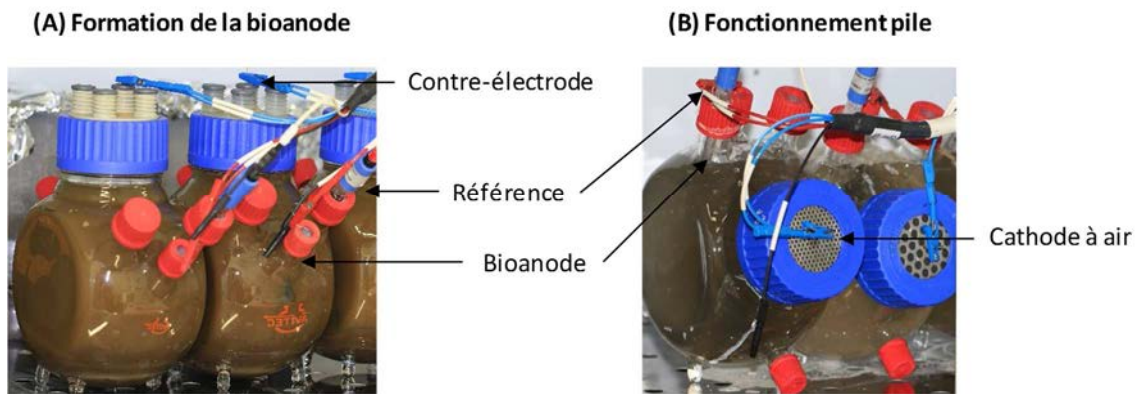 (A) Formation de la bioanode
(B) Fonctionnement pile
Contre-électrode
Référence
Bioanode
Cathode à air